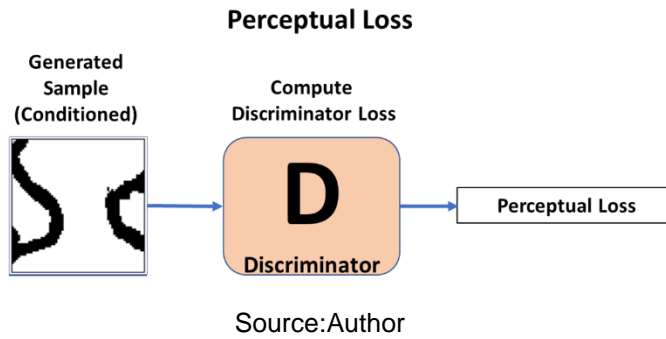 Perceptual Loss
Generated
Sample
(Conditioned)
Compute
Discriminator Loss
D
Discriminator
Perceptual Loss
Source:Author